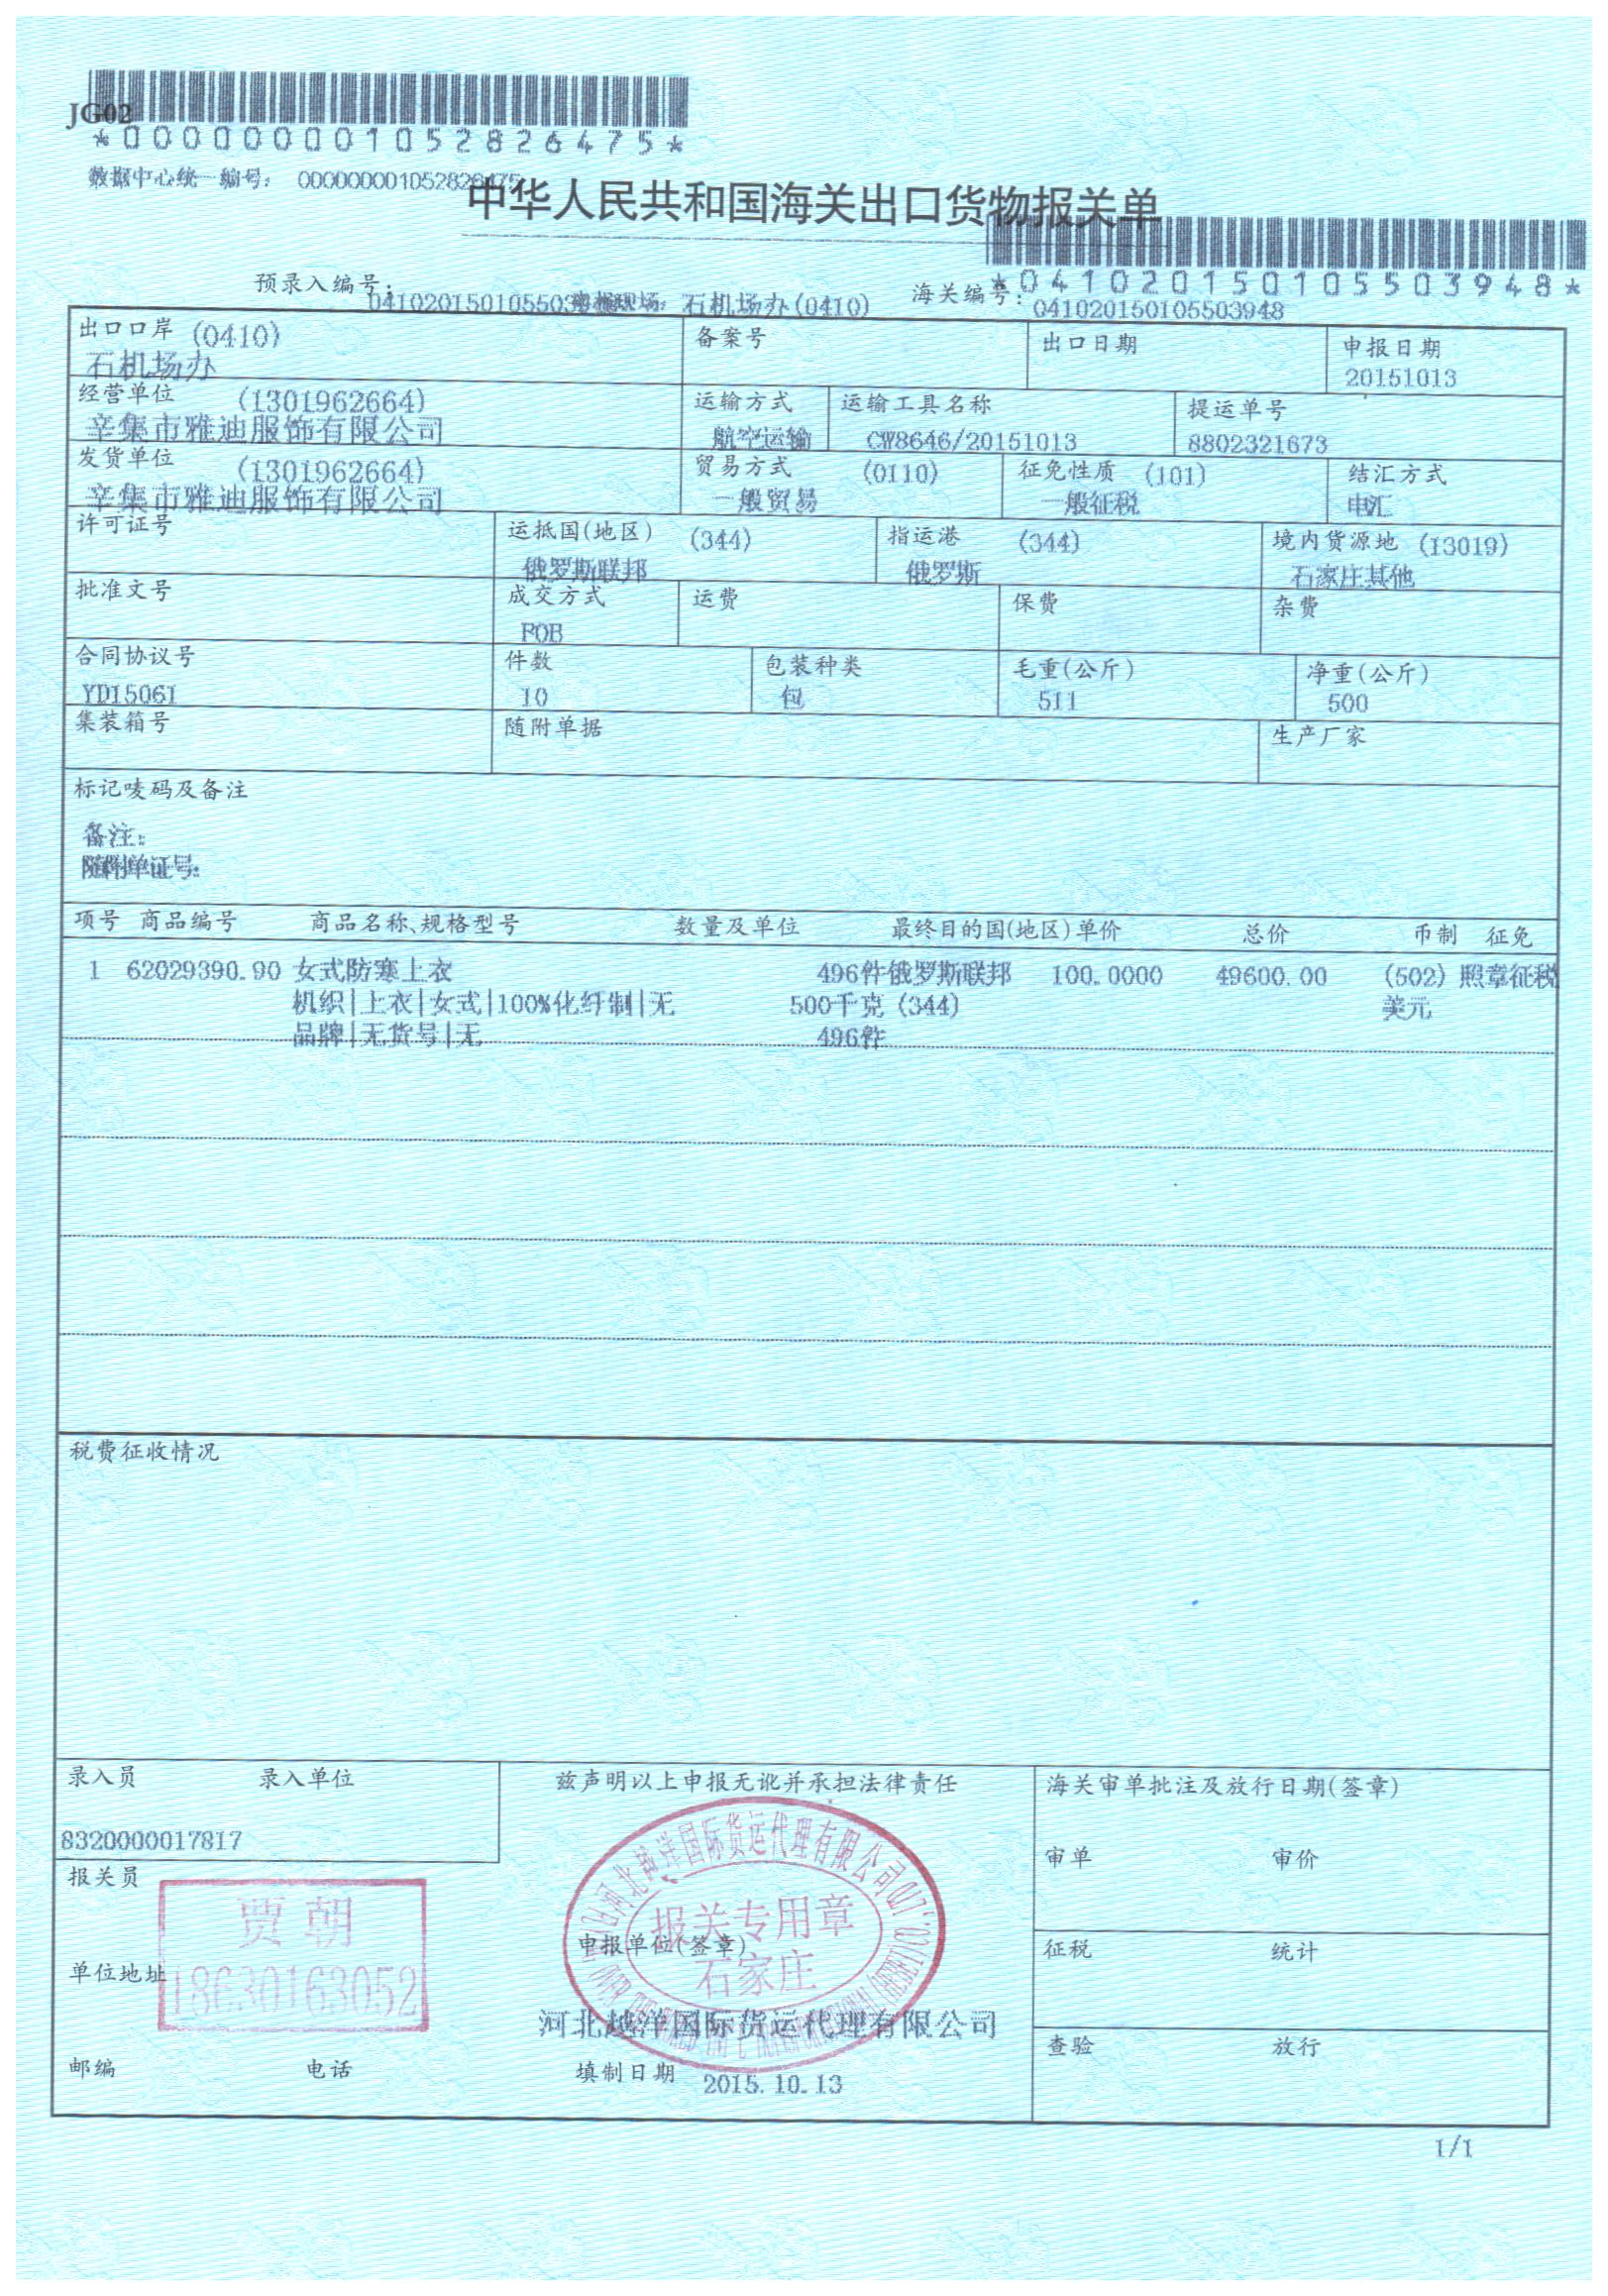 JG02
*000000001052826475*
数据中心统一编号: 000000001052826475
中华人民共和国海关出口货物报关单
*041020150105503948*
预录入编号: 041020150105503948 申报现场: 石机场办(0410) 海关编号: 041020150105503948
出口口岸 (0410) 备案号 出口日期 申报日期
石机场办 20151013
经营单位 (1301962664) 运输方式 运输工具名称 提运单号
辛集市雅迪服饰有限公司 航空运输 CW8646/20151013 8802321673
发货单位 (1301962664) 贸易方式 (0110) 征免性质 (101) 结汇方式
辛集市雅迪服饰有限公司 一般贸易 一般征税 电汇
许可证号 运抵国(地区) (344) 指运港 (344) 境内货源地 (13019)
俄罗斯联邦 俄罗斯 石家庄其他
批准文号 成交方式 运费 保费 杂费
FOB
合同协议号 件数 包装种类 毛重(公斤) 净重(公斤)
YD15061 10 包 511 500
集装箱号 随附单据 生产厂家
标记唛码及备注
备注:
随附单证号:
项号 商品编号 商品名称、规格型号 数量及单位 最终目的国(地区) 单价 总价 币制 征免
1 62029390.90 女式防寒上衣 496件 俄罗斯联邦 100.0000 49600.00 (502) 照章征税
机织|上衣|女式|100%化纤制|无 500千克 (344) 美元
品牌|无货号|无 496件
税费征收情况
录入员 录入单位 兹声明以上申报无讹并承担法律责任 海关审单批注及放行日期(签章)
8320000017817
审单 审价
报关员
贾朝
18630163052
河北越洋国际货运代理有限公司
报关专用章
石家庄
申报单位(签章)
征税 统计
单位地址
河北越洋国际货运代理有限公司
查验 放行
邮编 电话 填制日期 2015.10.13
1/1